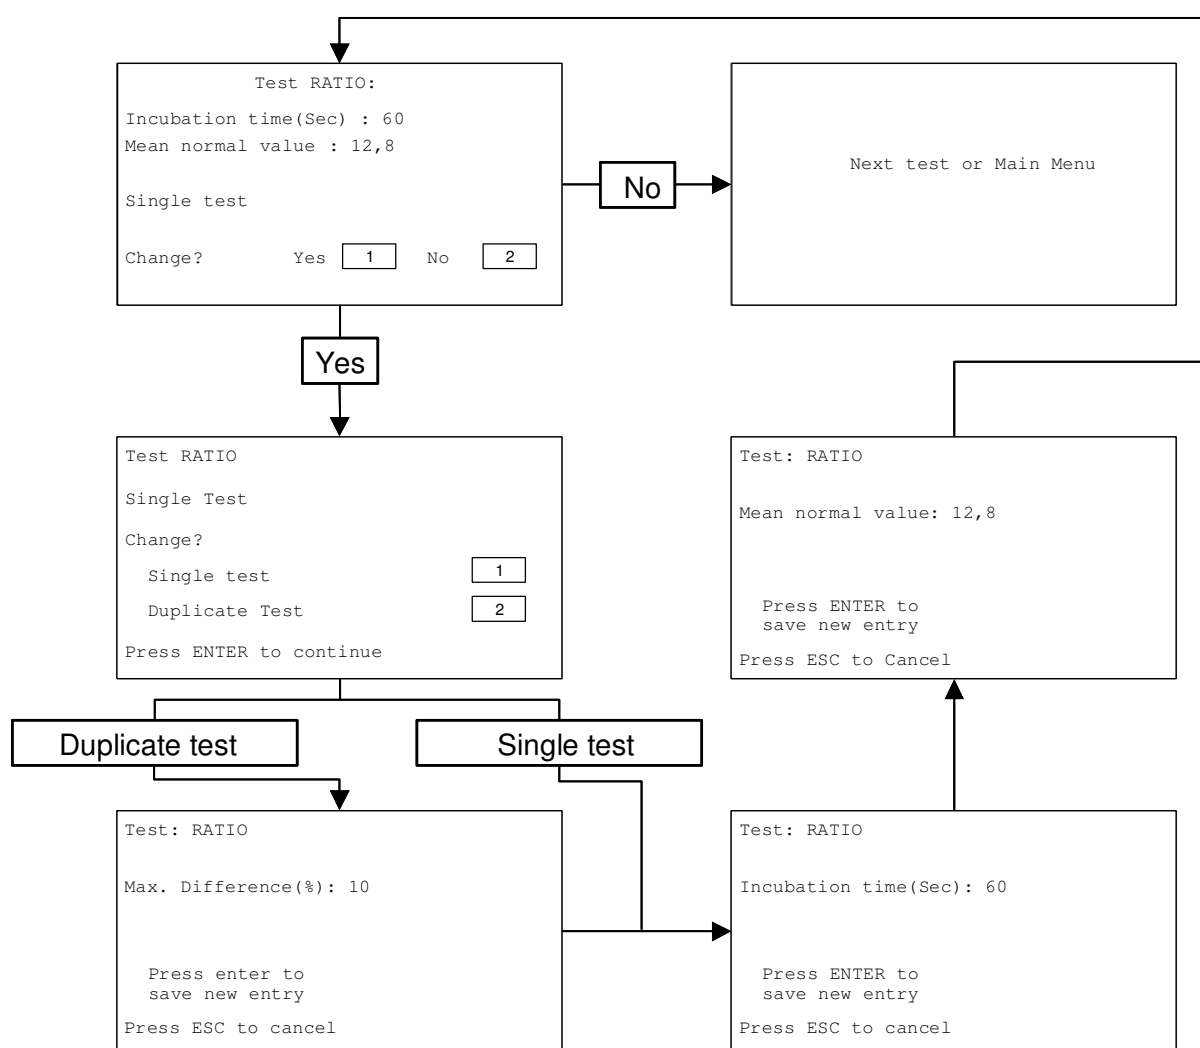 Test RATIO:
Incubation time(Sec) : 60
Mean normal value : 12,8
Single test
Change? Yes 1 No 2
No
Next test or Main Menu
Yes
Test RATIO
Single Test
Change?
Single test 1
Duplicate Test 2
Press ENTER to continue
Test: RATIO
Mean normal value: 12,8
Press ENTER to
save new entry
Press ESC to Cancel
Duplicate test
Single test
Test: RATIO
Max. Difference(%): 10
Press enter to
save new entry
Press ESC to cancel
Test: RATIO
Incubation time(Sec): 60
Press ENTER to
save new entry
Press ESC to cancel